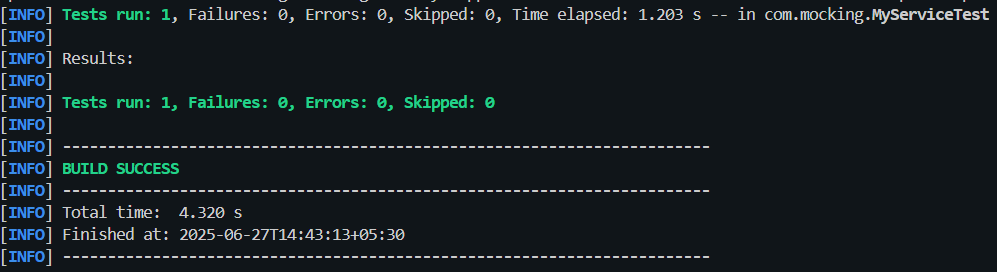 [INFO] Tests run: 1, Failures: 0, Errors: 0, Skipped: 0, Time elapsed: 1.203 s -- in com.mocking.MyServiceTest
[INFO]
[INFO] Results:
[INFO]
[INFO] Tests run: 1, Failures: 0, Errors: 0, Skipped: 0
[INFO]
[INFO] ------------------------------------------------------------------------
[INFO] BUILD SUCCESS
[INFO] ------------------------------------------------------------------------
[INFO] Total time:  4.320 s
[INFO] Finished at: 2025-06-27T14:43:13+05:30
[INFO] ------------------------------------------------------------------------